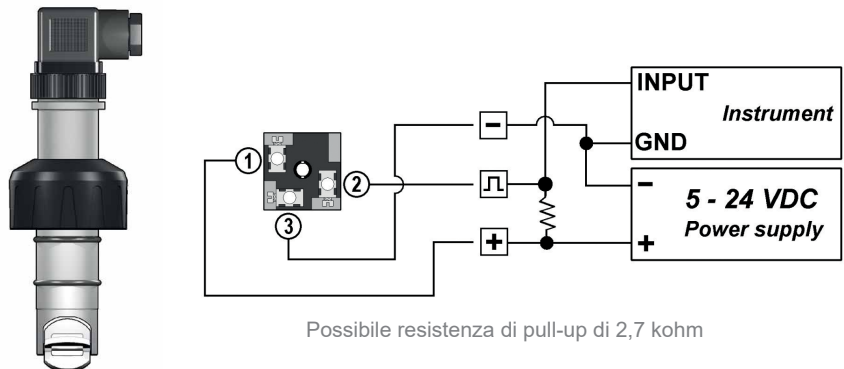 INPUT
Instrument
GND
-
1
2
3
-
5 - 24 VDC
Power supply
+
+
Possibile resistenza di pull-up di 2,7 kohm